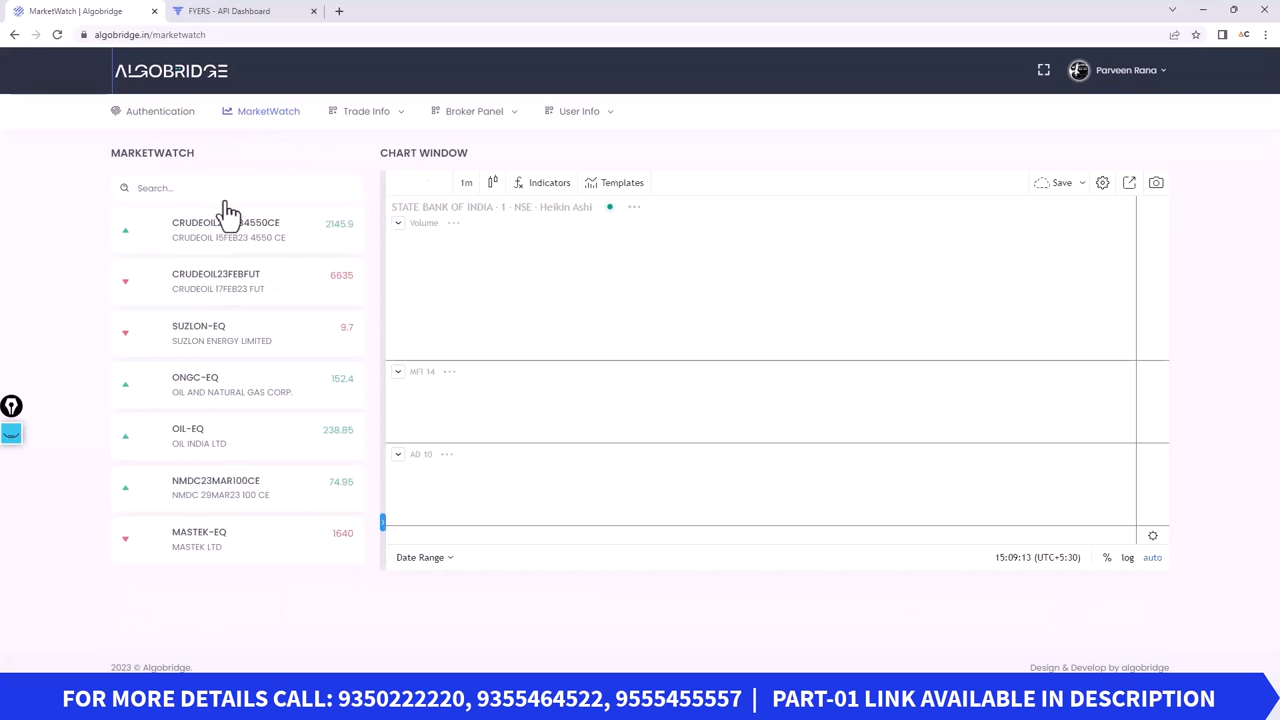 MarketWatch | Algobridge
FYERS - API Dashboard
algobridge.in/marketwatch
AC
ALGOBRIDGE
Parveen Rana
Authentication
MarketWatch
Trade Info
Broker Panel
User Info
MARKETWATCH
CHART WINDOW
Search...
1m
Indicators
Templates
Save
STATE BANK OF INDIA · 1 · NSE · Heikin Ashi
Volume
4550CE
2145.9
CRUDEOIL 15FEB23 4550 CE
CRUDEOIL23FEBFUT
6635
CRUDEOIL 17FEB23 FUT
SUZLON-EQ
9.7
SUZLON ENERGY LIMITED
MFI 14
ONGC-EQ
152.4
OIL AND NATURAL GAS CORP.
OIL-EQ
238.85
OIL INDIA LTD
AD 10
NMDC23MAR100CE
74.95
NMDC 29MAR23 100 CE
MASTEK-EQ
1640
MASTEK LTD
Date Range
15:09:13 (UTC+5:30)
%
log
auto
2023 © Algobridge.
Design & Develop by algobridge
FOR MORE DETAILS CALL: 9350222220, 9355464522, 9555455557 | PART-01 LINK AVAILABLE IN DESCRIPTION